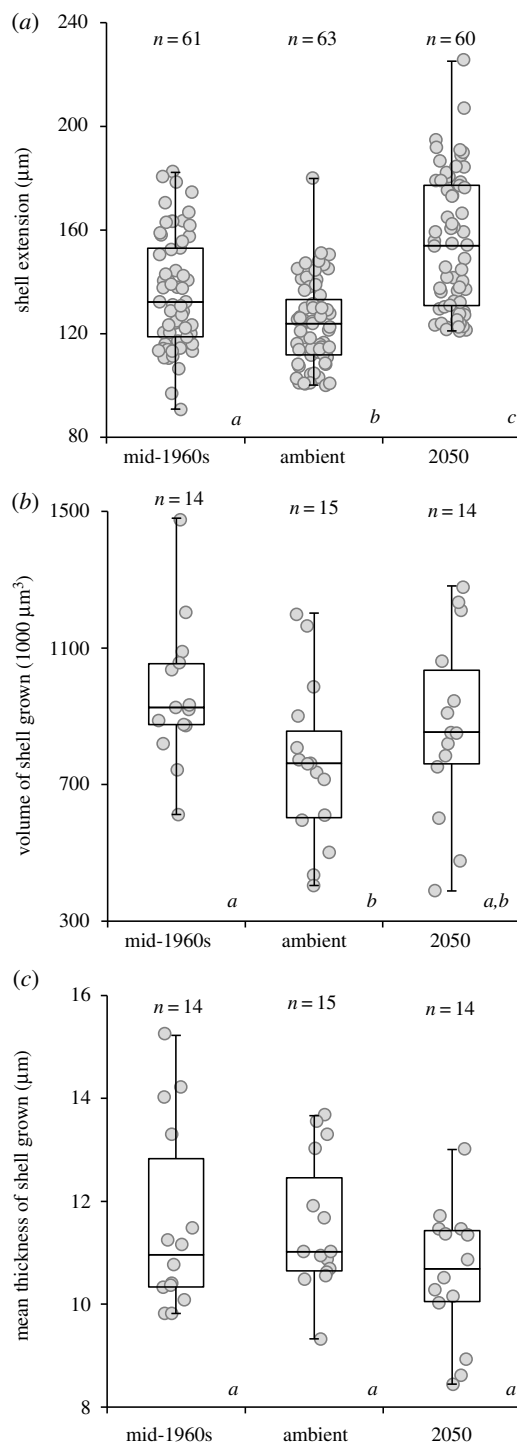 (a)
240
200
160
120
80
shell extension (µm)
n = 61
n = 63
n = 60
a
b
c
mid-1960s
ambient
2050
(b)
1500
1100
700
300
volume of shell grown (1000 µm³)
n = 14
n = 15
n = 14
a
b
a,b
mid-1960s
ambient
2050
(c)
16
14
12
10
8
mean thickness of shell grown (µm)
n = 14
n = 15
n = 14
a
a
a
mid-1960s
ambient
2050